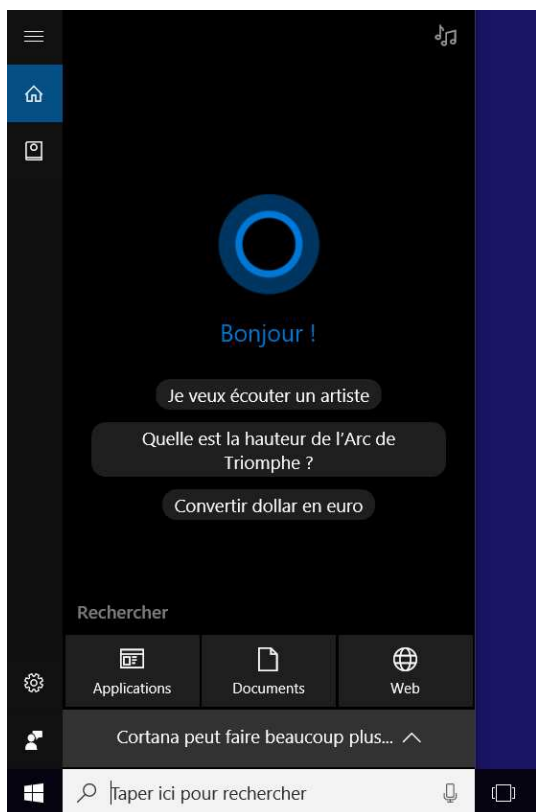 Bonjour !
Je veux écouter un artiste
Quelle est la hauteur de l'Arc de
Triomphe ?
Convertir dollar en euro
Rechercher
Applications
Documents
Web
Cortana peut faire beaucoup plus...
Taper ici pour rechercher